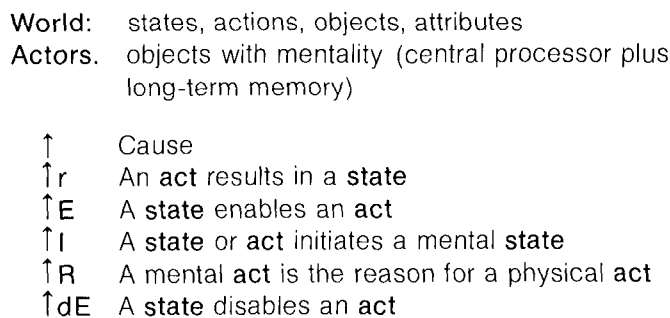 World: states, actions, objects, attributes
Actors. objects with mentality (central processor plus
long-term memory)
↑ Cause
↑r An act results in a state
↑E A state enables an act
↑I A state or act initiates a mental state
↑R A mental act is the reason for a physical act
↑dE A state disables an act